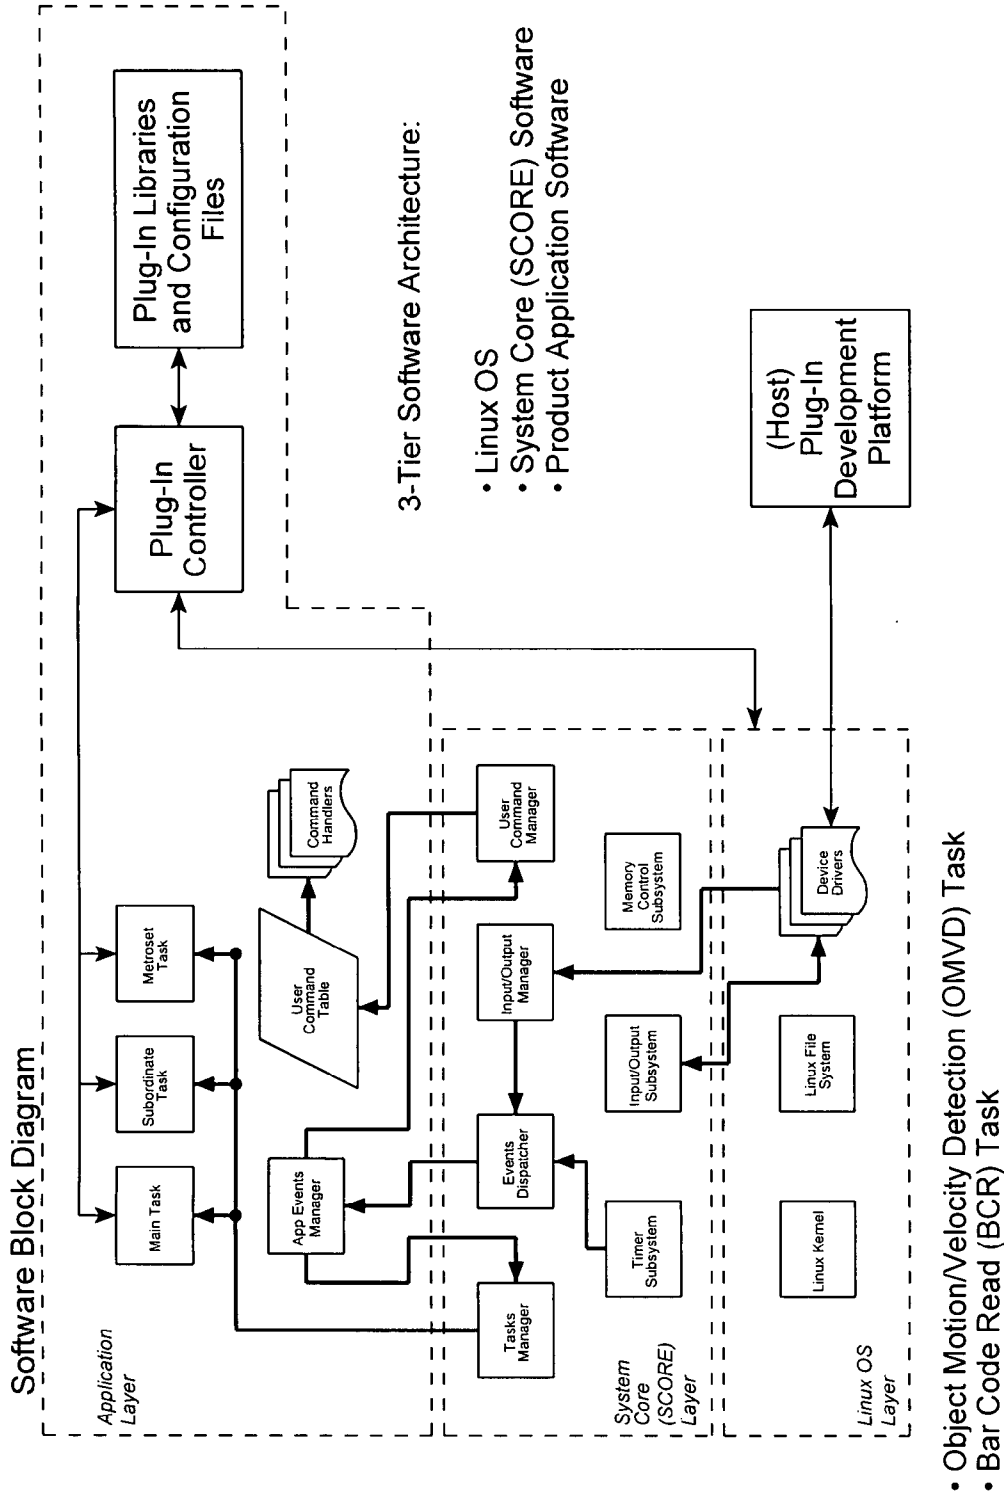 Software Block Diagram
Application
Layer
Main Task
Subordinate
Task
Metroset
Task
Plug-In
Controller
Plug-In Libraries
and Configuration
Files
App Events
Manager
User
Command
Table
Command
Handlers
3-Tier Software Architecture:
• Linux OS
• System Core (SCORE) Software
• Product Application Software
System
Core
(SCORE)
Layer
Tasks
Manager
Events
Dispatcher
Input/Output
Manager
User
Command
Manager
Timer
Subsystem
Input/Output
Subsystem
Memory
Control
Subsystem
Linux OS
Layer
Linux Kernel
Linux File
System
Device
Drivers
(Host)
Plug-In
Development
Platform
• Object Motion/Velocity Detection (OMVD) Task
• Bar Code Read (BCR) Task